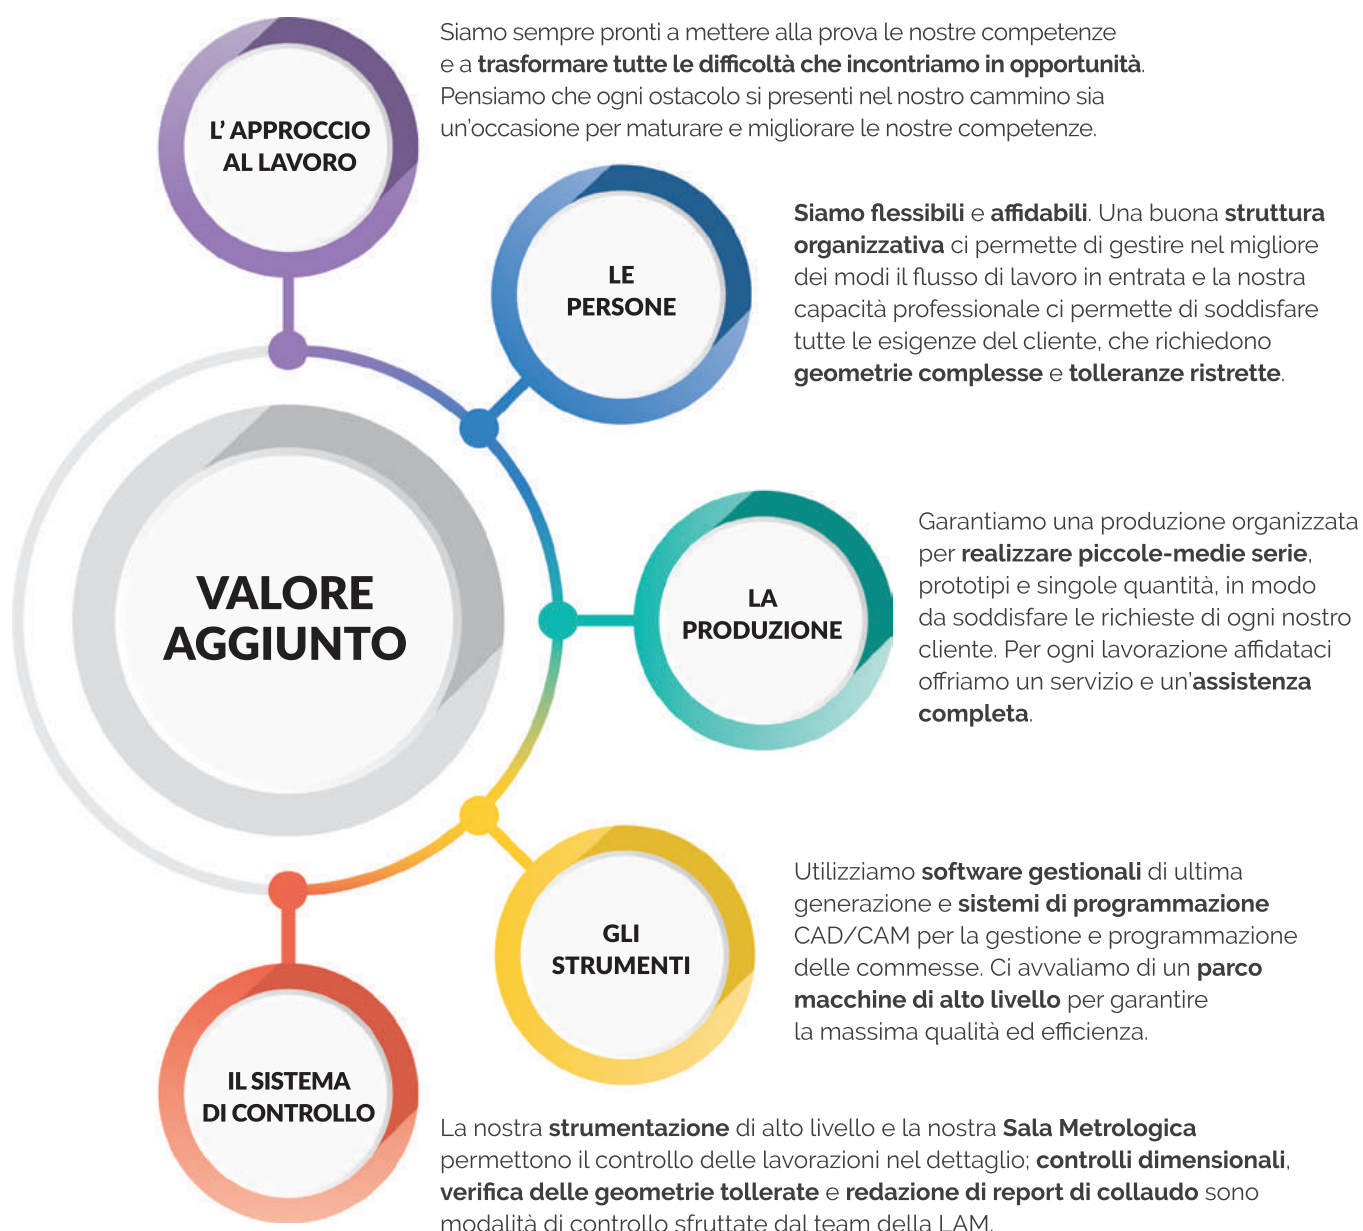 Siamo sempre pronti a mettere alla prova le nostre competenze
e a trasformare tutte le difficoltà che incontriamo in opportunità.
Pensiamo che ogni ostacolo si presenti nel nostro cammino sia
un'occasione per maturare e migliorare le nostre competenze.
L' APPROCCIO
AL LAVORO
Siamo flessibili e affidabili. Una buona struttura
organizzativa ci permette di gestire nel migliore
dei modi il flusso di lavoro in entrata e la nostra
capacità professionale ci permette di soddisfare
tutte le esigenze del cliente, che richiedono
geometrie complesse e tolleranze ristrette.
LE
PERSONE
Garantiamo una produzione organizzata
per realizzare piccole-medie serie,
prototipi e singole quantità, in modo
da soddisfare le richieste di ogni nostro
cliente. Per ogni lavorazione affidataci
offriamo un servizio e un'assistenza
completa.
LA
PRODUZIONE
VALORE
AGGIUNTO
Utilizziamo software gestionali di ultima
generazione e sistemi di programmazione
CAD/CAM per la gestione e programmazione
delle commesse. Ci avvaliamo di un parco
macchine di alto livello per garantire
la massima qualità ed efficienza.
GLI
STRUMENTI
IL SISTEMA
DI CONTROLLO
La nostra strumentazione di alto livello e la nostra Sala Metrologica
permettono il controllo delle lavorazioni nel dettaglio; controlli dimensionali,
verifica delle geometrie tollerate e redazione di report di collaudo sono
modalità di controllo sfruttate dal team della LAM.